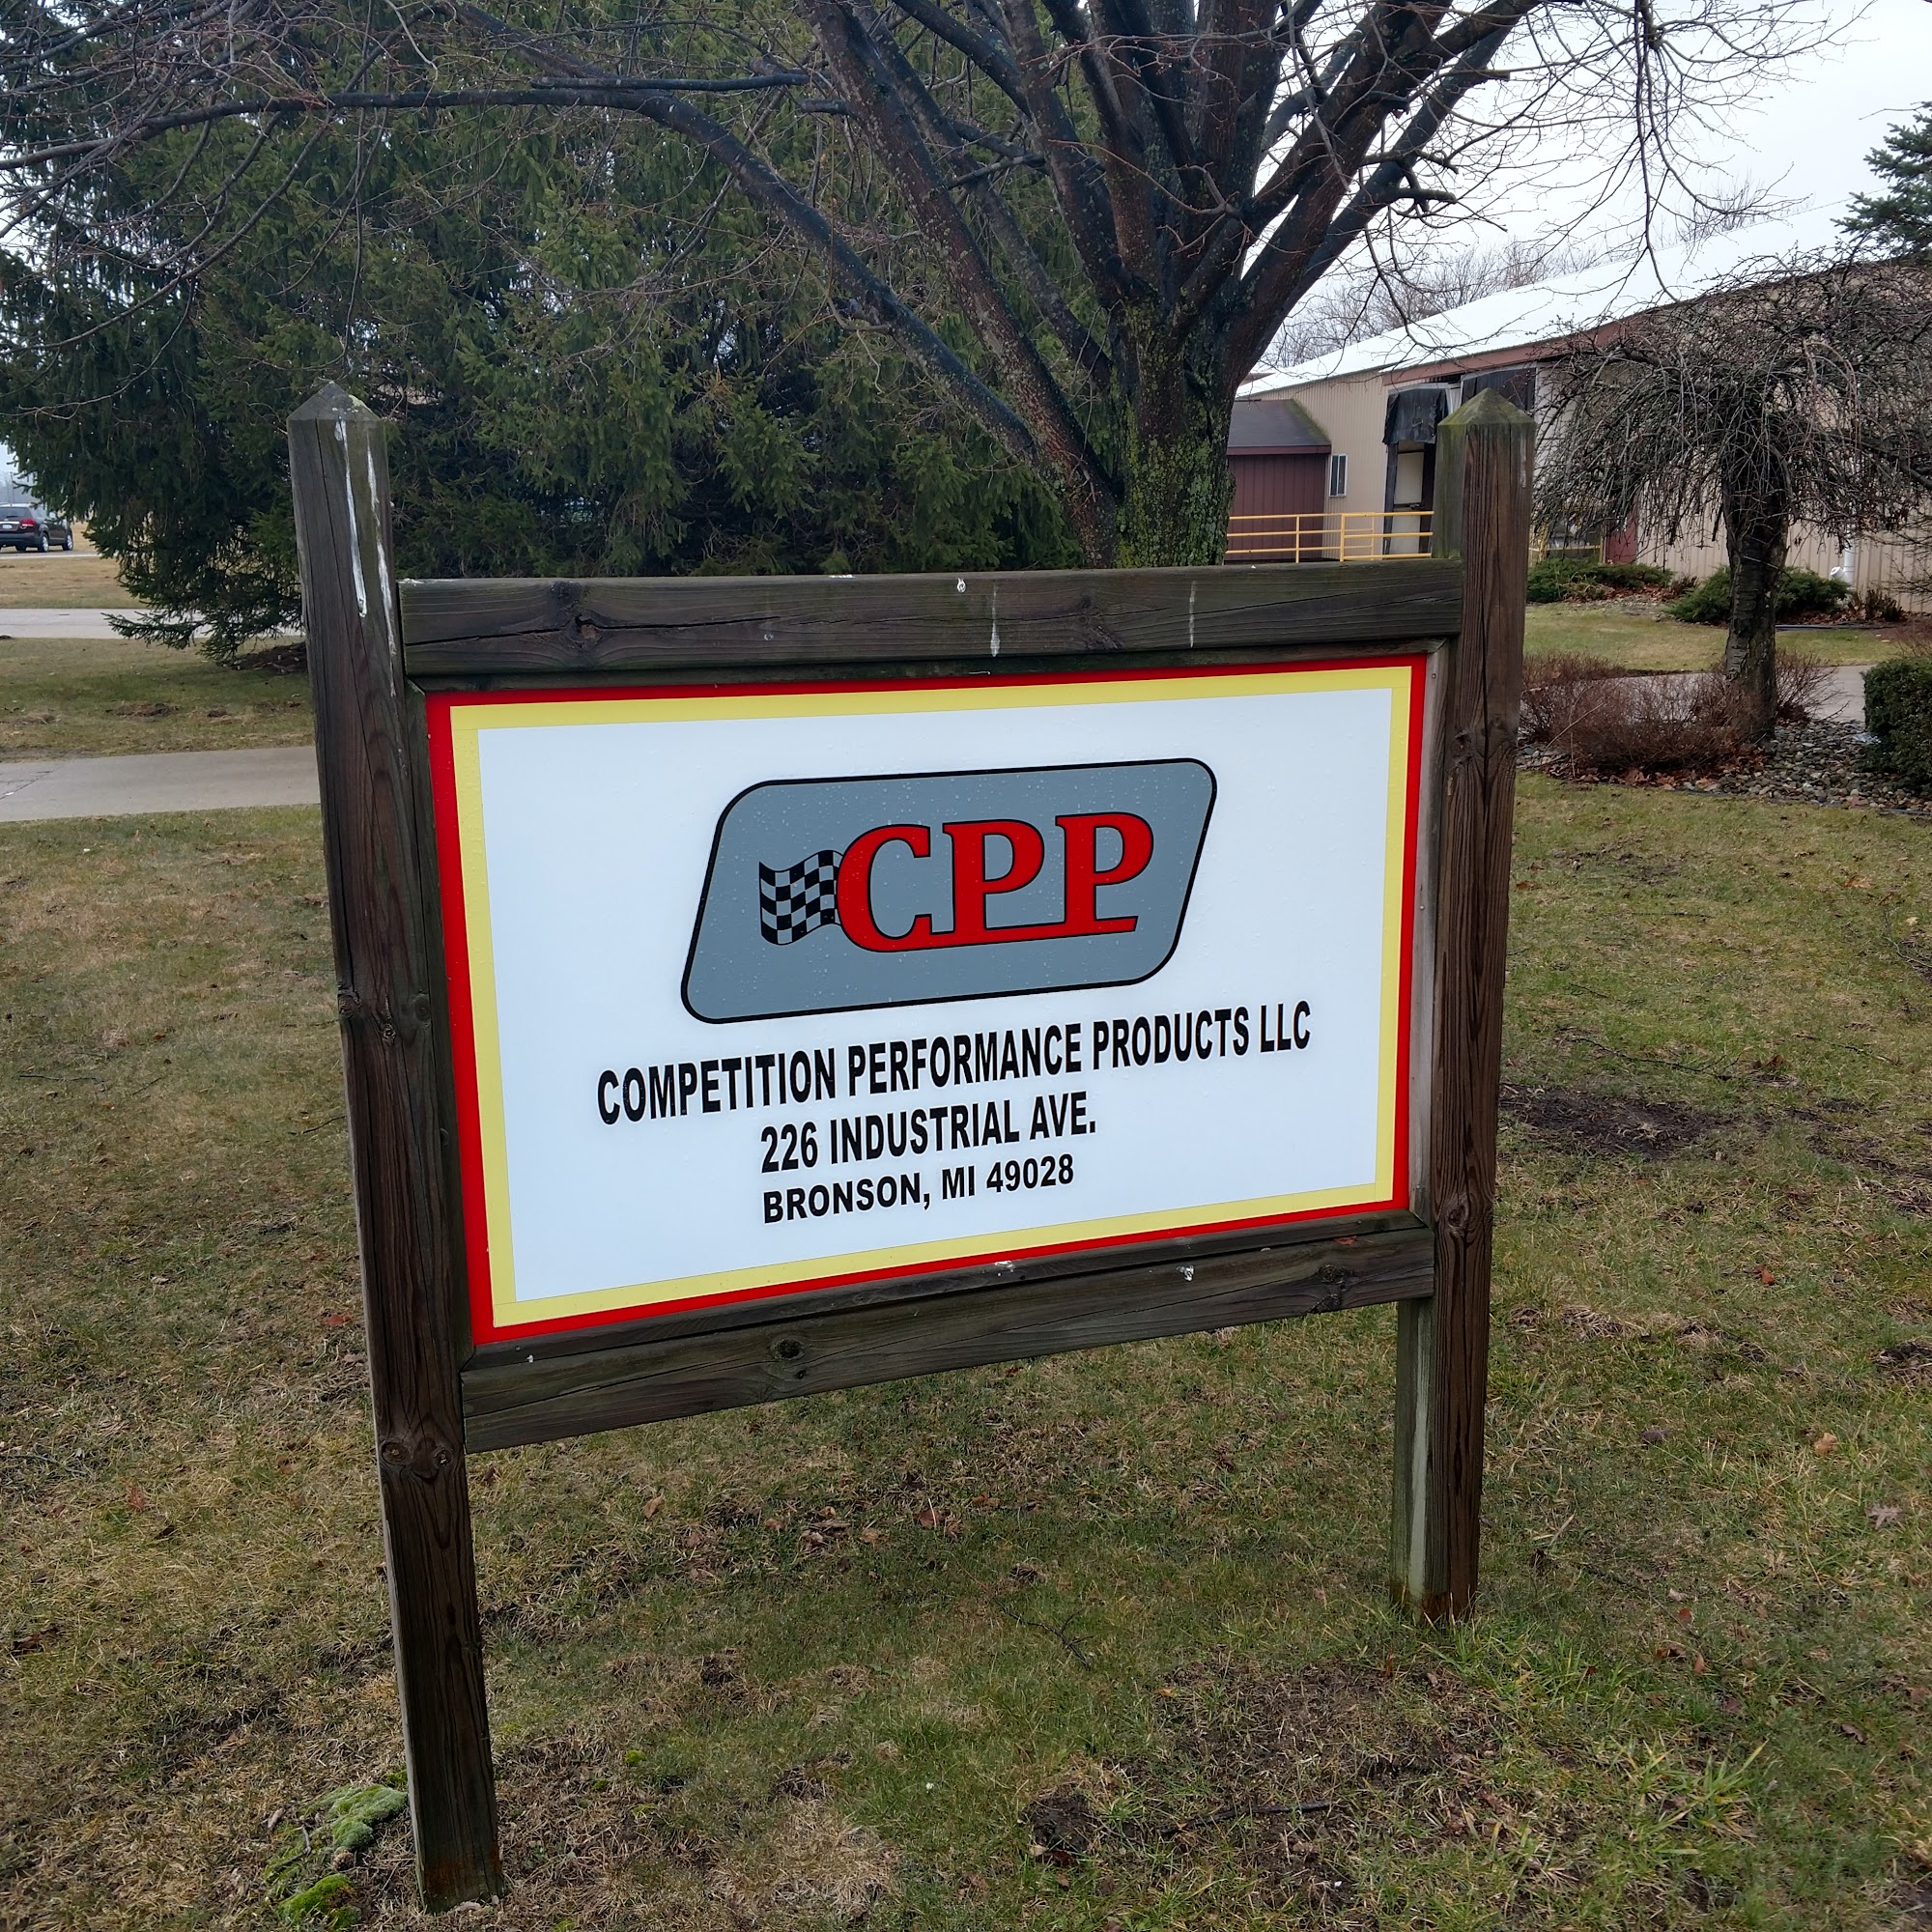 CPP
COMPETITION PERFORMANCE PRODUCTS LLC
226 INDUSTRIAL AVE.
BRONSON, MI 49028